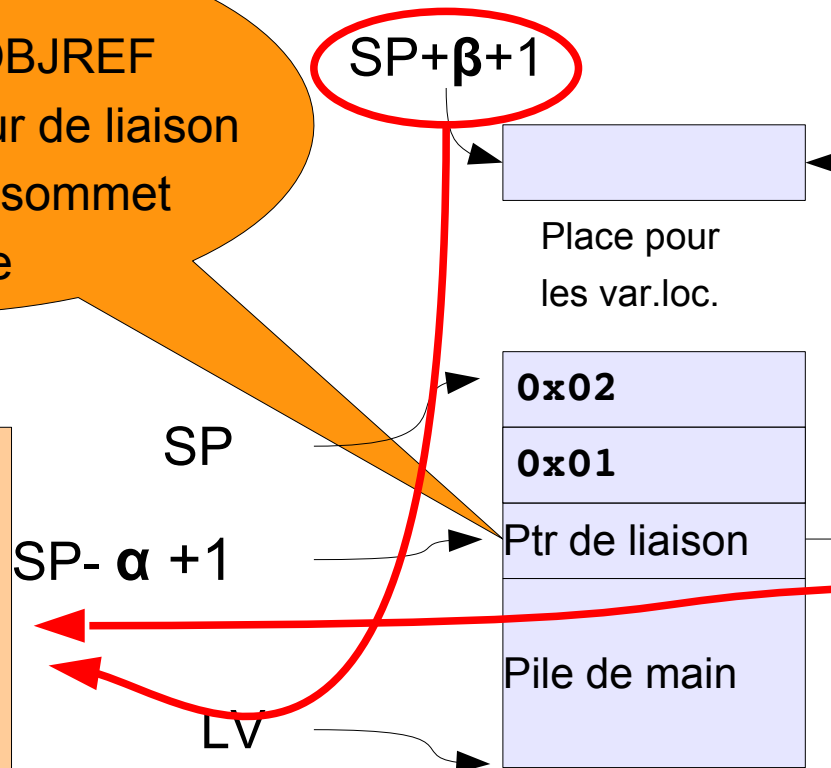 SP+β+1
OBJREF
ur de liaison
sommet
e
Place pour
les var.loc.
0x02
SP
0x01
Ptr de liaison
SP- α +1
Pile de main
LV